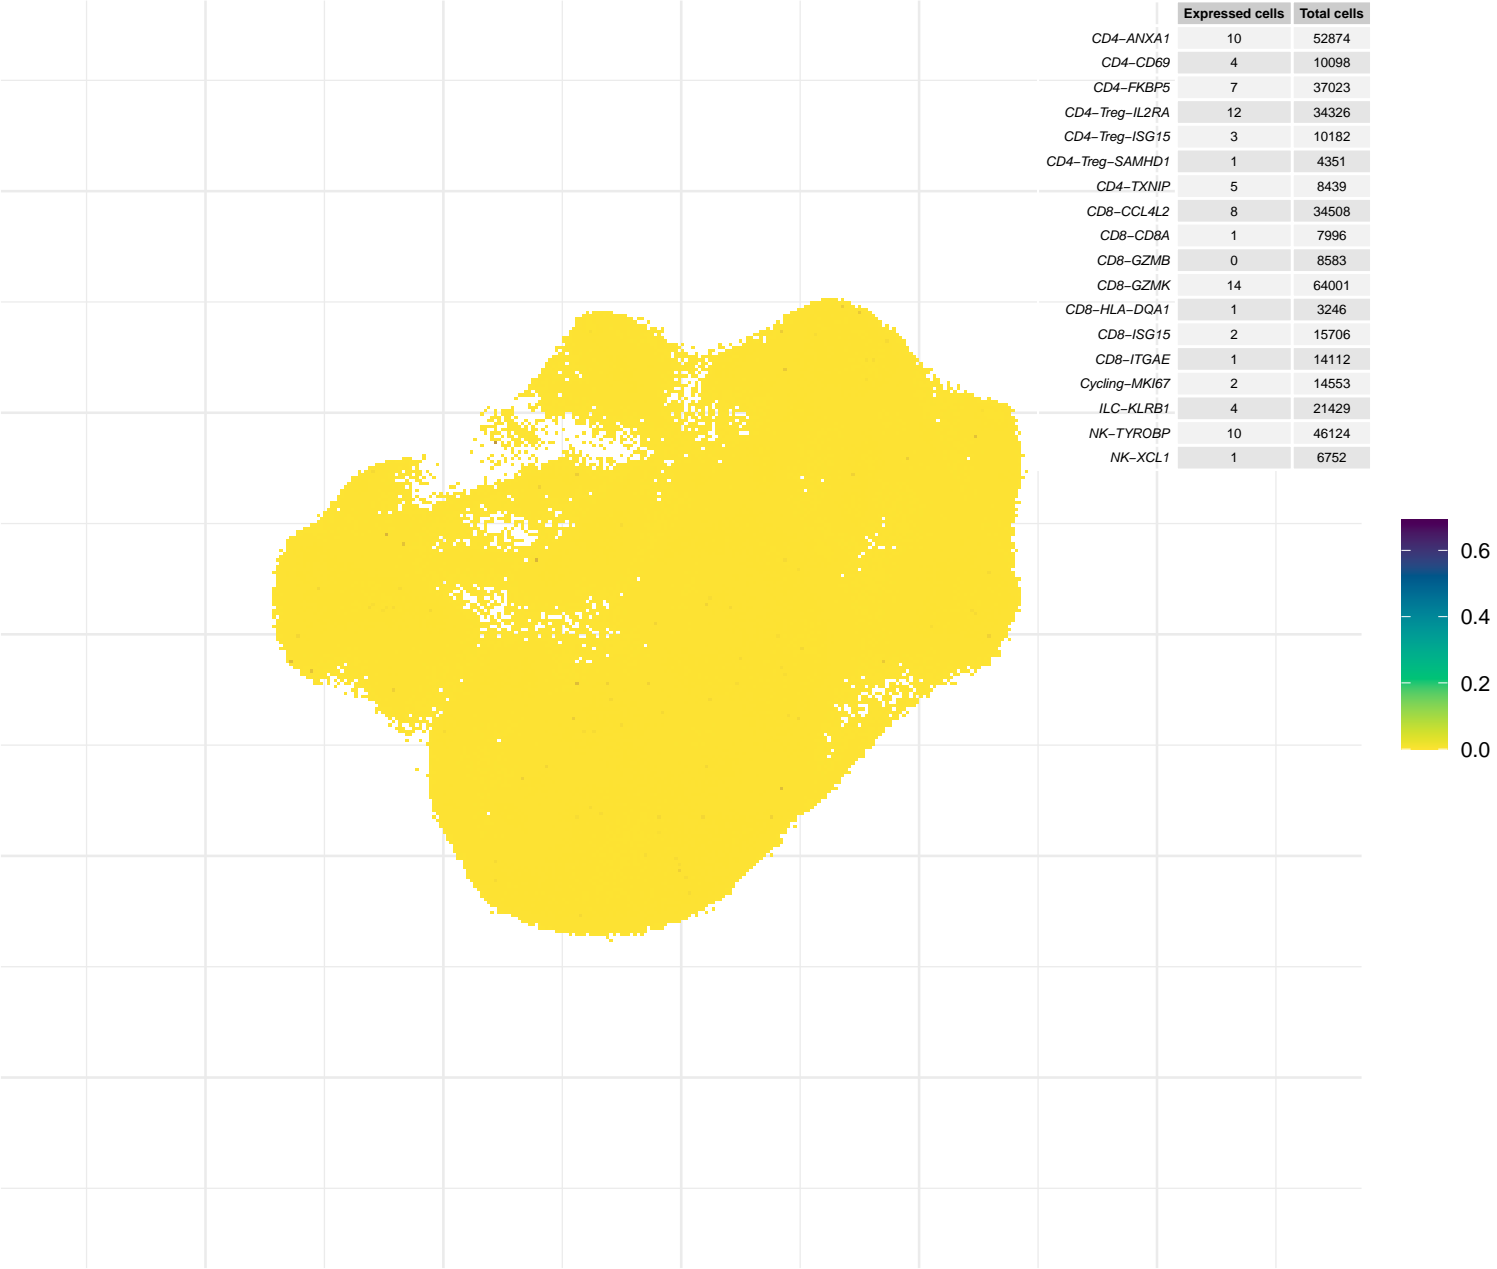 Expressed cells Total cells
CD4−ANXA1 10 52874
CD4−CD69 4 10098
CD4−FKBP5 7 37023
CD4−Treg−IL2RA 12 34326
CD4−Treg−ISG15 3 10182
CD4−Treg−SAMHD1 1 4351
CD4−TXNIP 5 8439
CD8−CCL4L2 8 34508
CD8−CD8A 1 7996
CD8−GZMB 0 8583
CD8−GZMK 14 64001
CD8−HLA−DQA1 1 3246
CD8−ISG15 2 15706
CD8−ITGAE 1 14112
Cycling−MKI67 2 14553
ILC−KLRB1 4 21429
NK−TYROBP 10 46124
NK−XCL1 1 6752
0.6
0.4
0.2
0.0